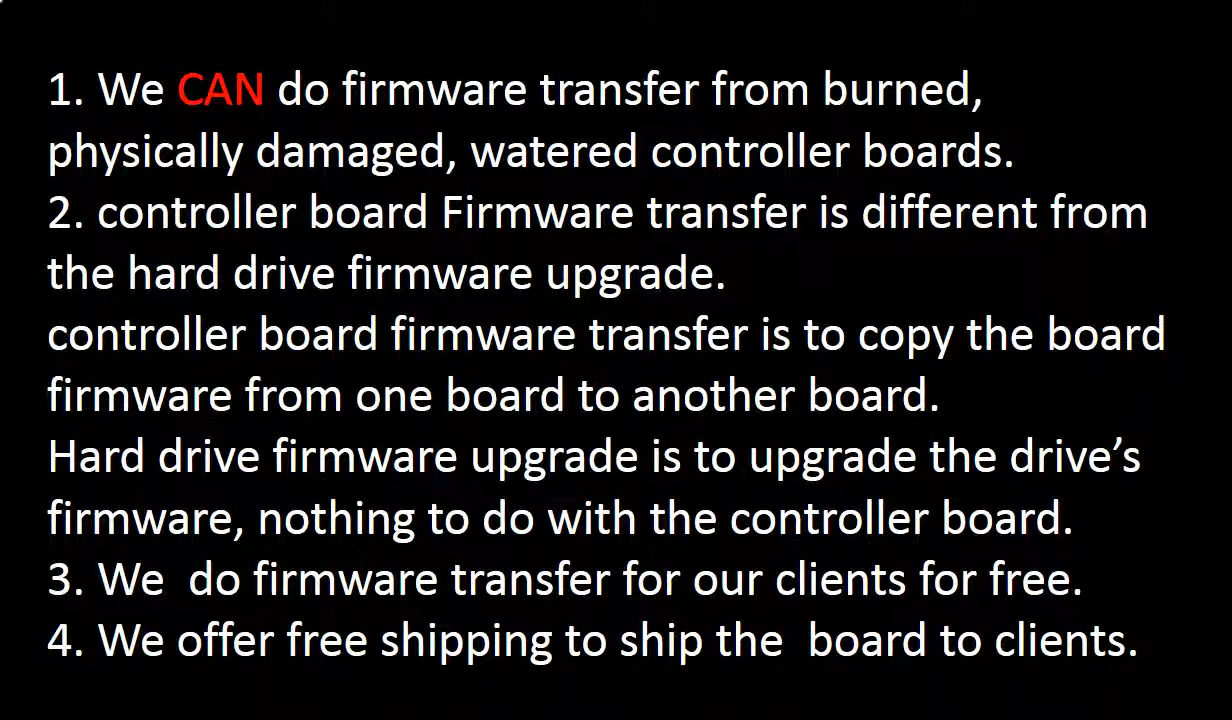 1. We CAN do firmware transfer from burned,
physically damaged, watered controller boards.
2. controller board Firmware transfer is different from
the hard drive firmware upgrade.
controller board firmware transfer is to copy the board
firmware from one board to another board.
Hard drive firmware upgrade is to upgrade the drive’s
firmware, nothing to do with the controller board.
3. We  do firmware transfer for our clients for free.
4. We offer free shipping to ship the  board to clients.